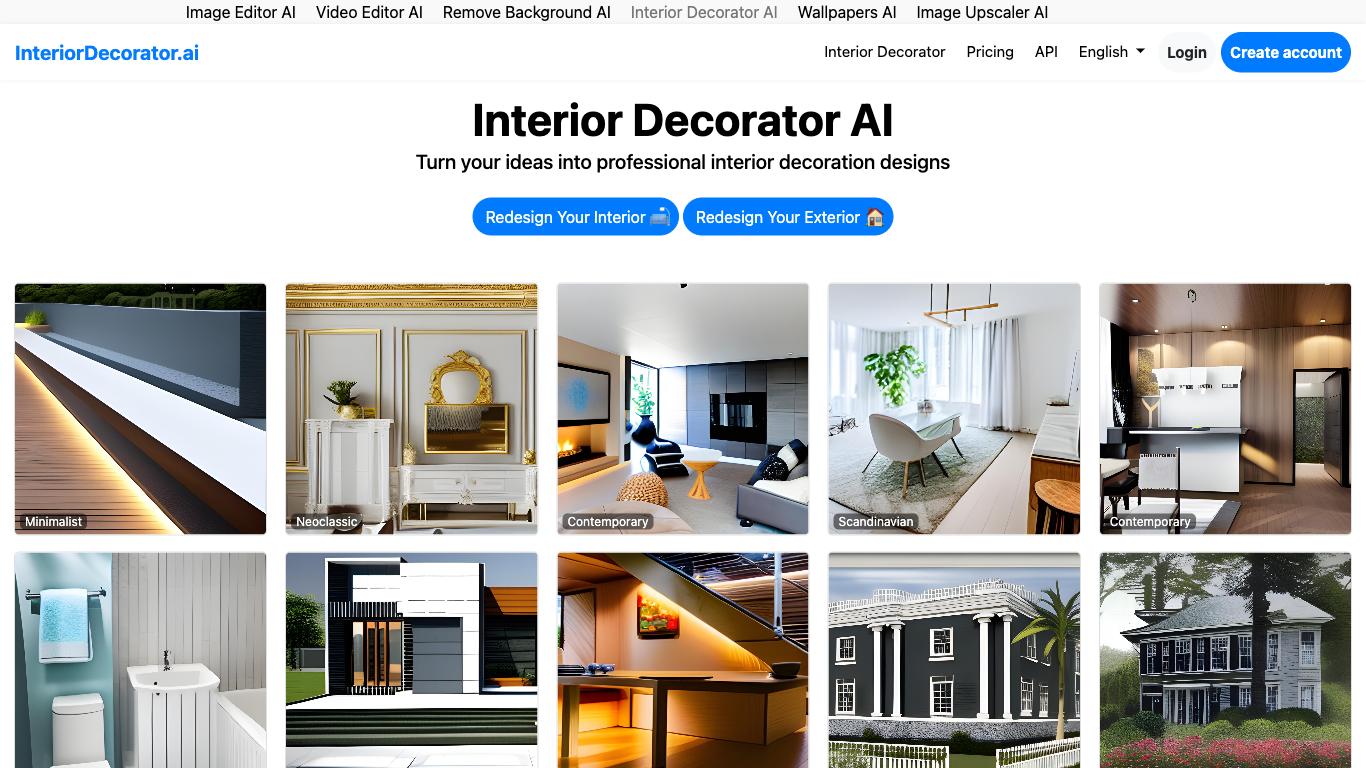 Image Editor AI Video Editor AI Remove Background AI Interior Decorator AI Wallpapers AI Image Upscaler AI
InteriorDecorator.ai Interior Decorator Pricing API English Login Create account
Interior Decorator AI
Turn your ideas into professional interior decoration designs
Redesign Your Interior 🛋️ Redesign Your Exterior 🏠
Minimalist Neoclassic Contemporary Scandinavian Contemporary